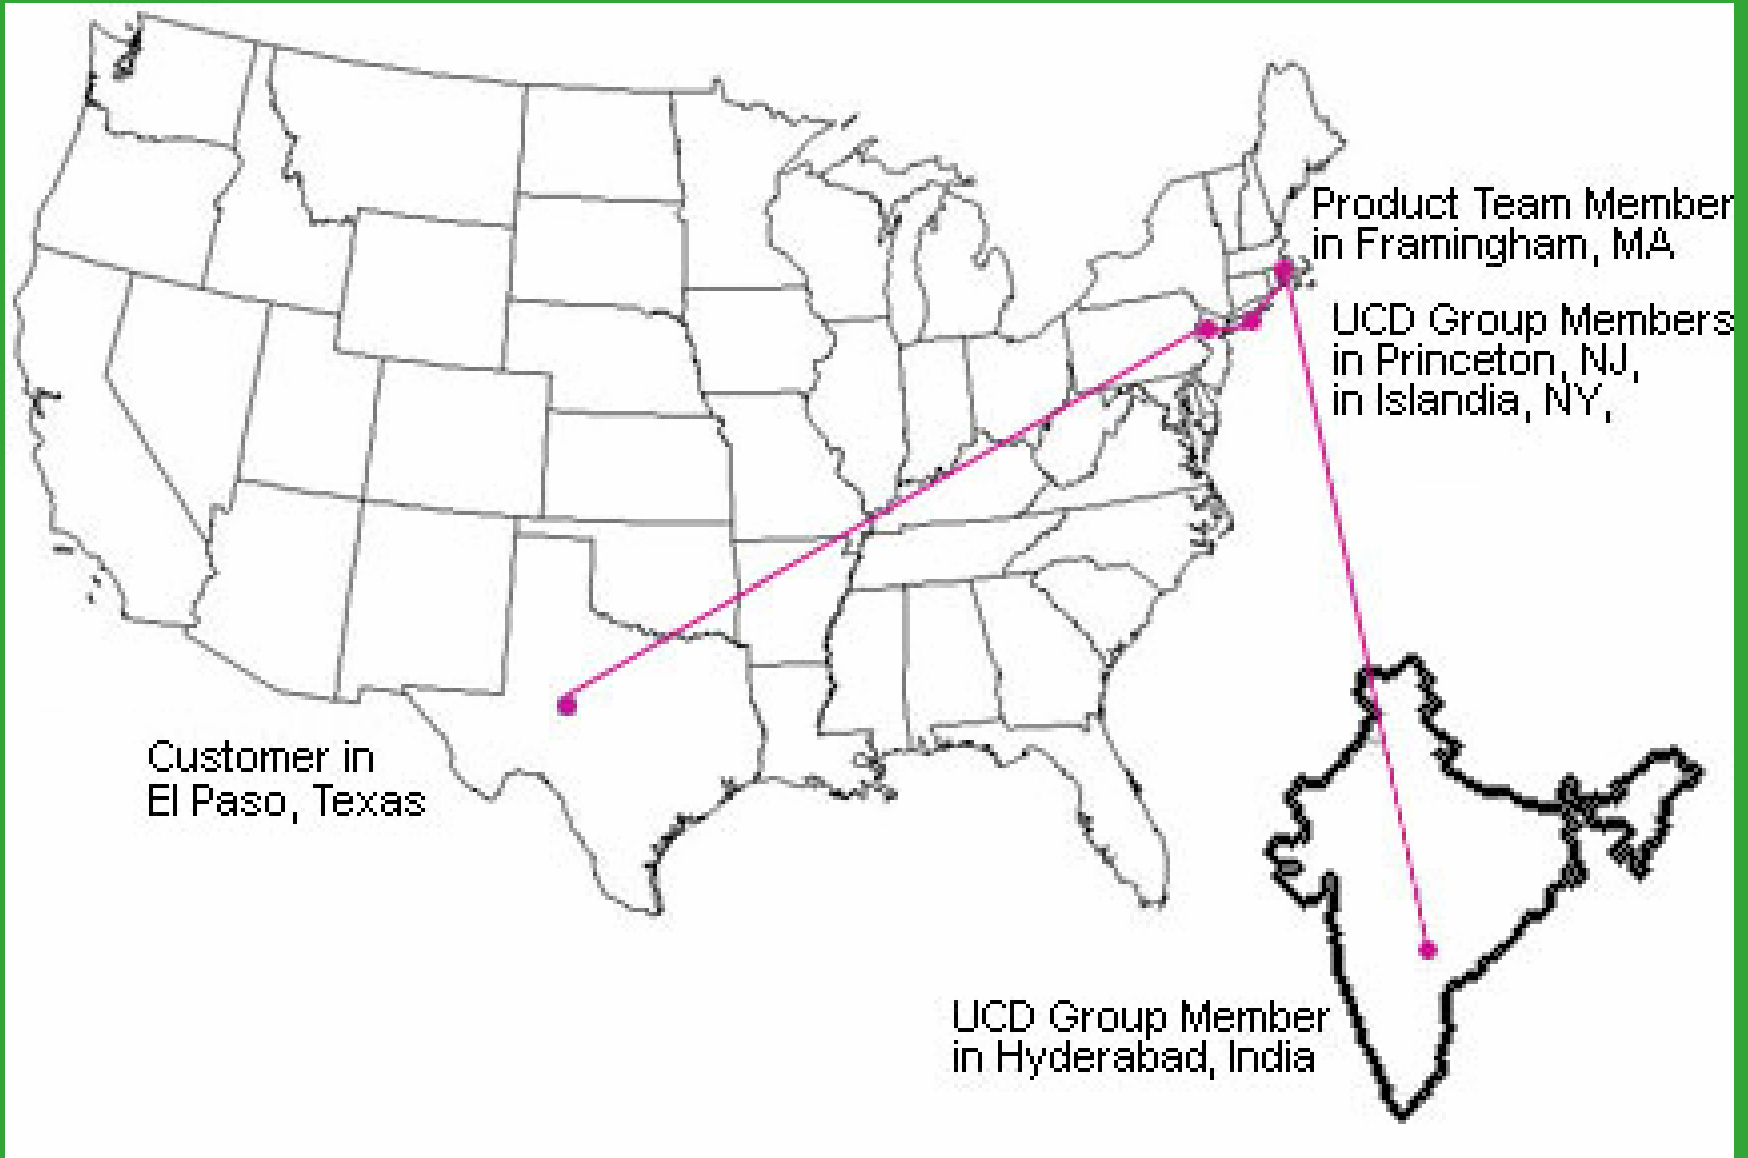 Product Team Member
in Framingham, MA
UCD Group Members
in Princeton, NJ,
in Islandia, NY,
Customer in
El Paso, Texas
UCD Group Member
in Hyderabad, India